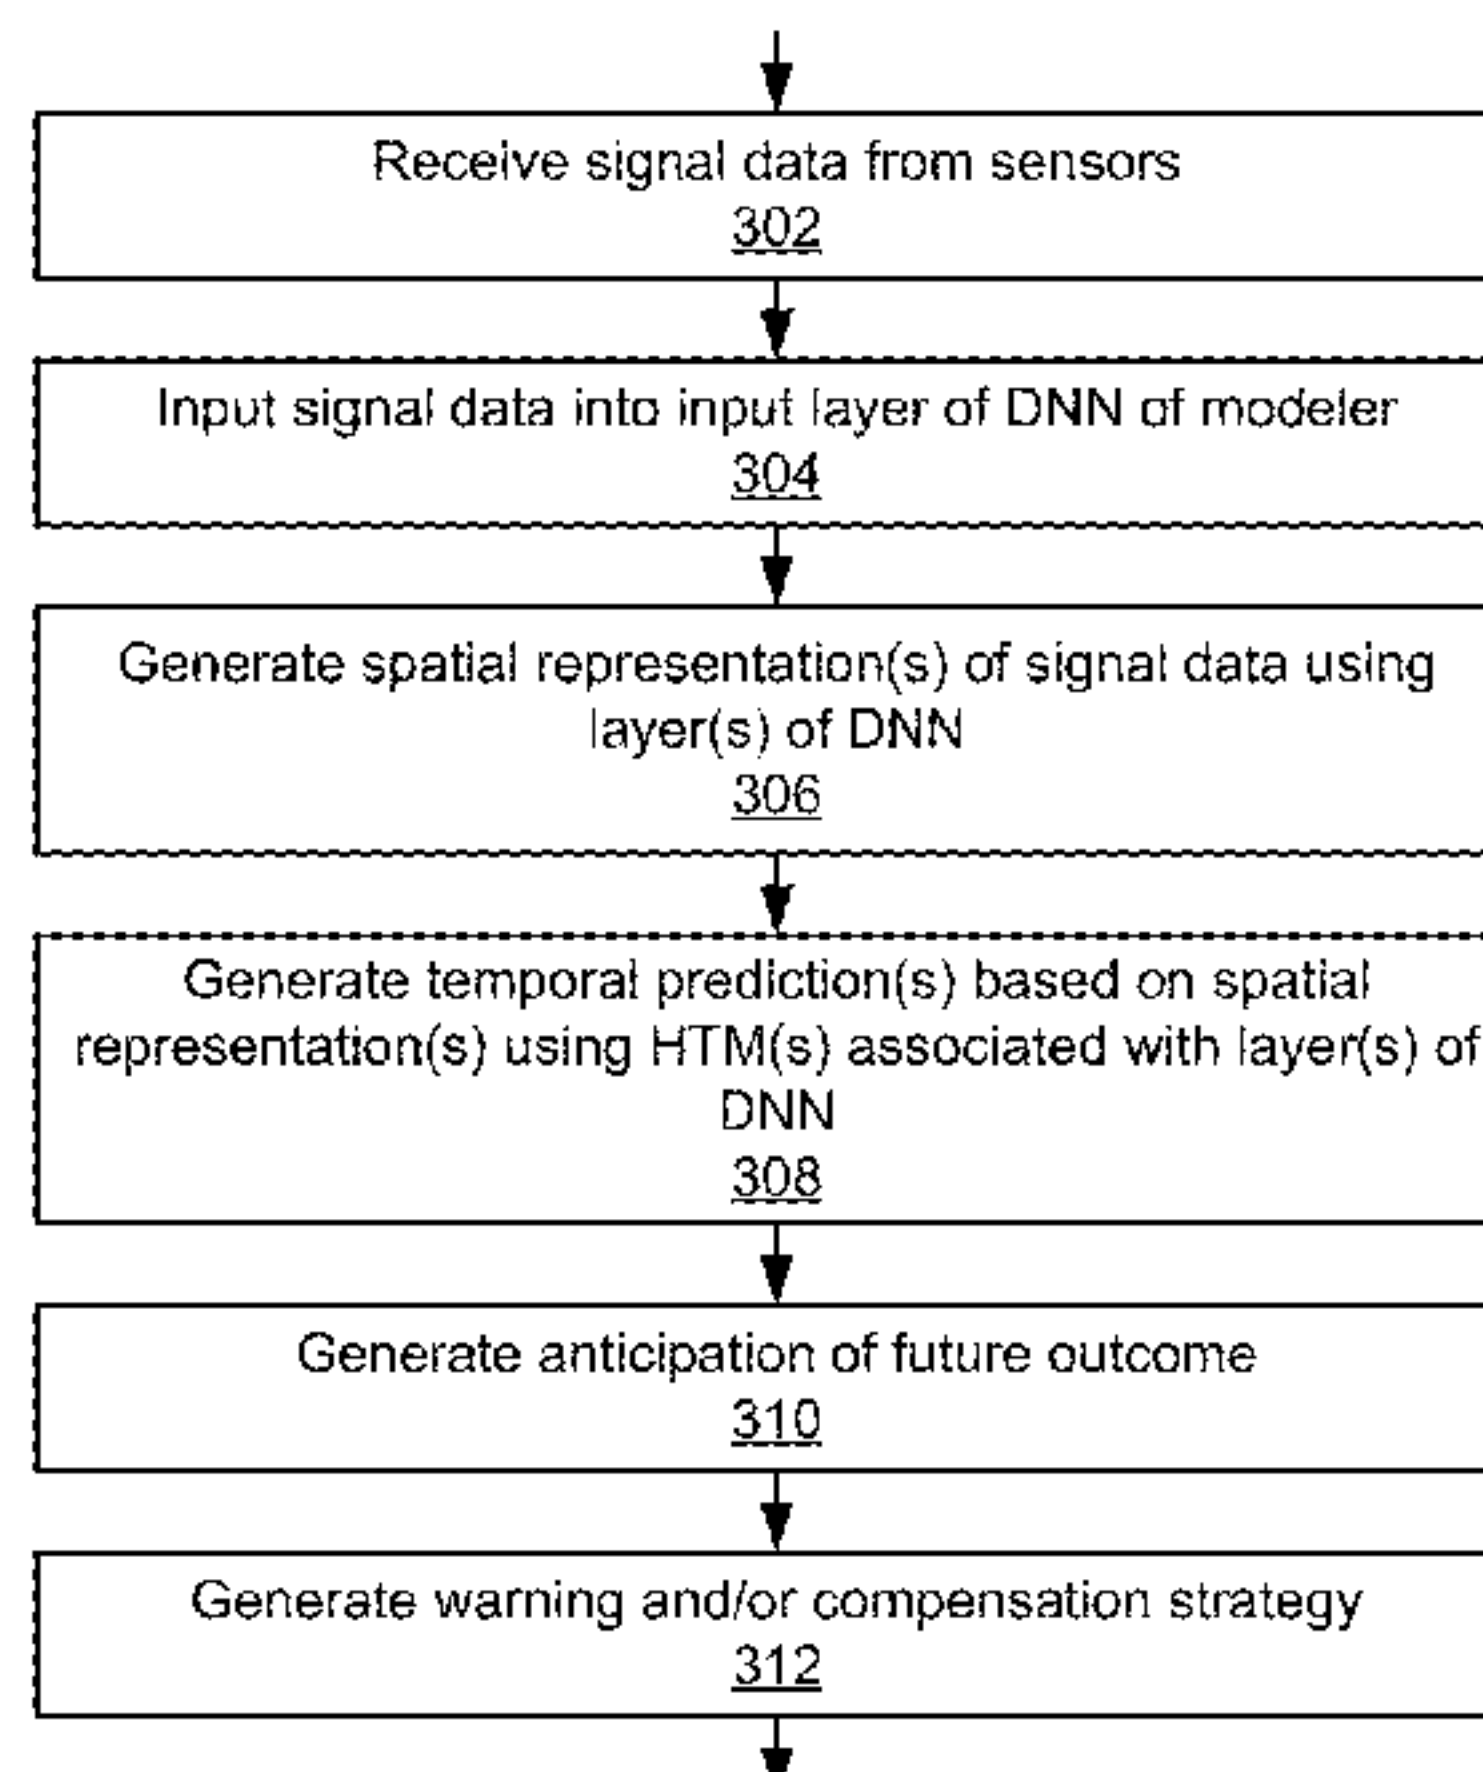 Receive signal data from sensors
302
Input signal data into input layer of DNN of modeler
304
Generate spatial representation(s) of signal data using
layer(s) of DNN
306
Generate temporal prediction(s) based on spatial
representation(s) using HTM(s) associated with layer(s) of
DNN
308
Generate anticipation of future outcome
310
Generate warning and/or compensation strategy
312